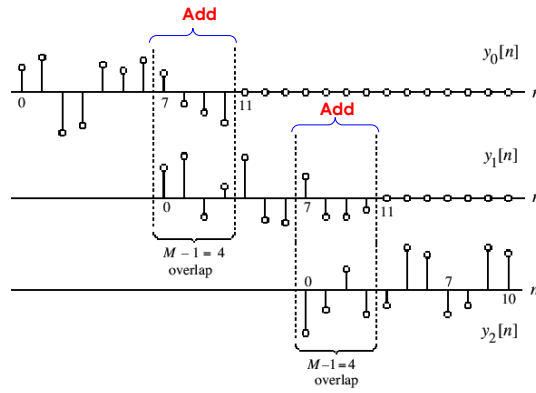 Add
y₀[n]
0
7
11
n
Add
y₁[n]
0
7
11
n
M − 1 = 4
overlap
0
7
10
n
y₂[n]
M − 1 = 4
overlap